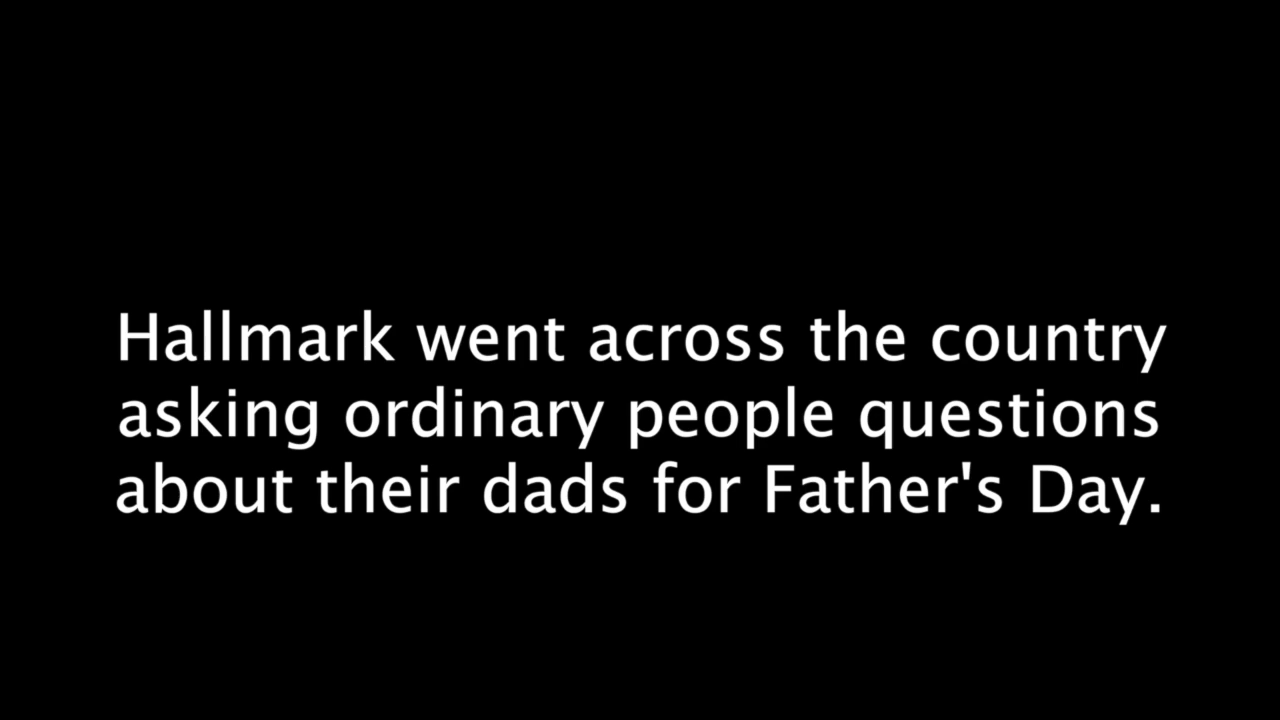 Hallmark went across the country
asking ordinary people questions
about their dads for Father's Day.